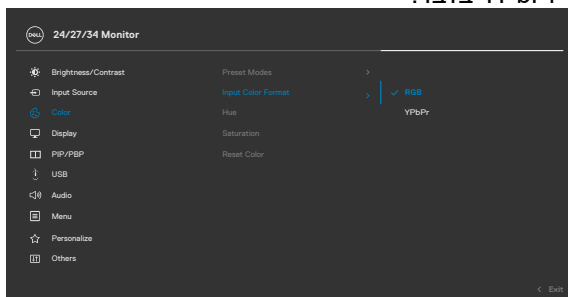 DELL
24/27/34 Monitor
Brightness/Contrast
Input Source
Color
Display
PIP/PBP
USB
Audio
Menu
Personalize
Others
Preset Modes
Input Color Format
Hue
Saturation
Reset Color
RGB
YPbPr
Exit